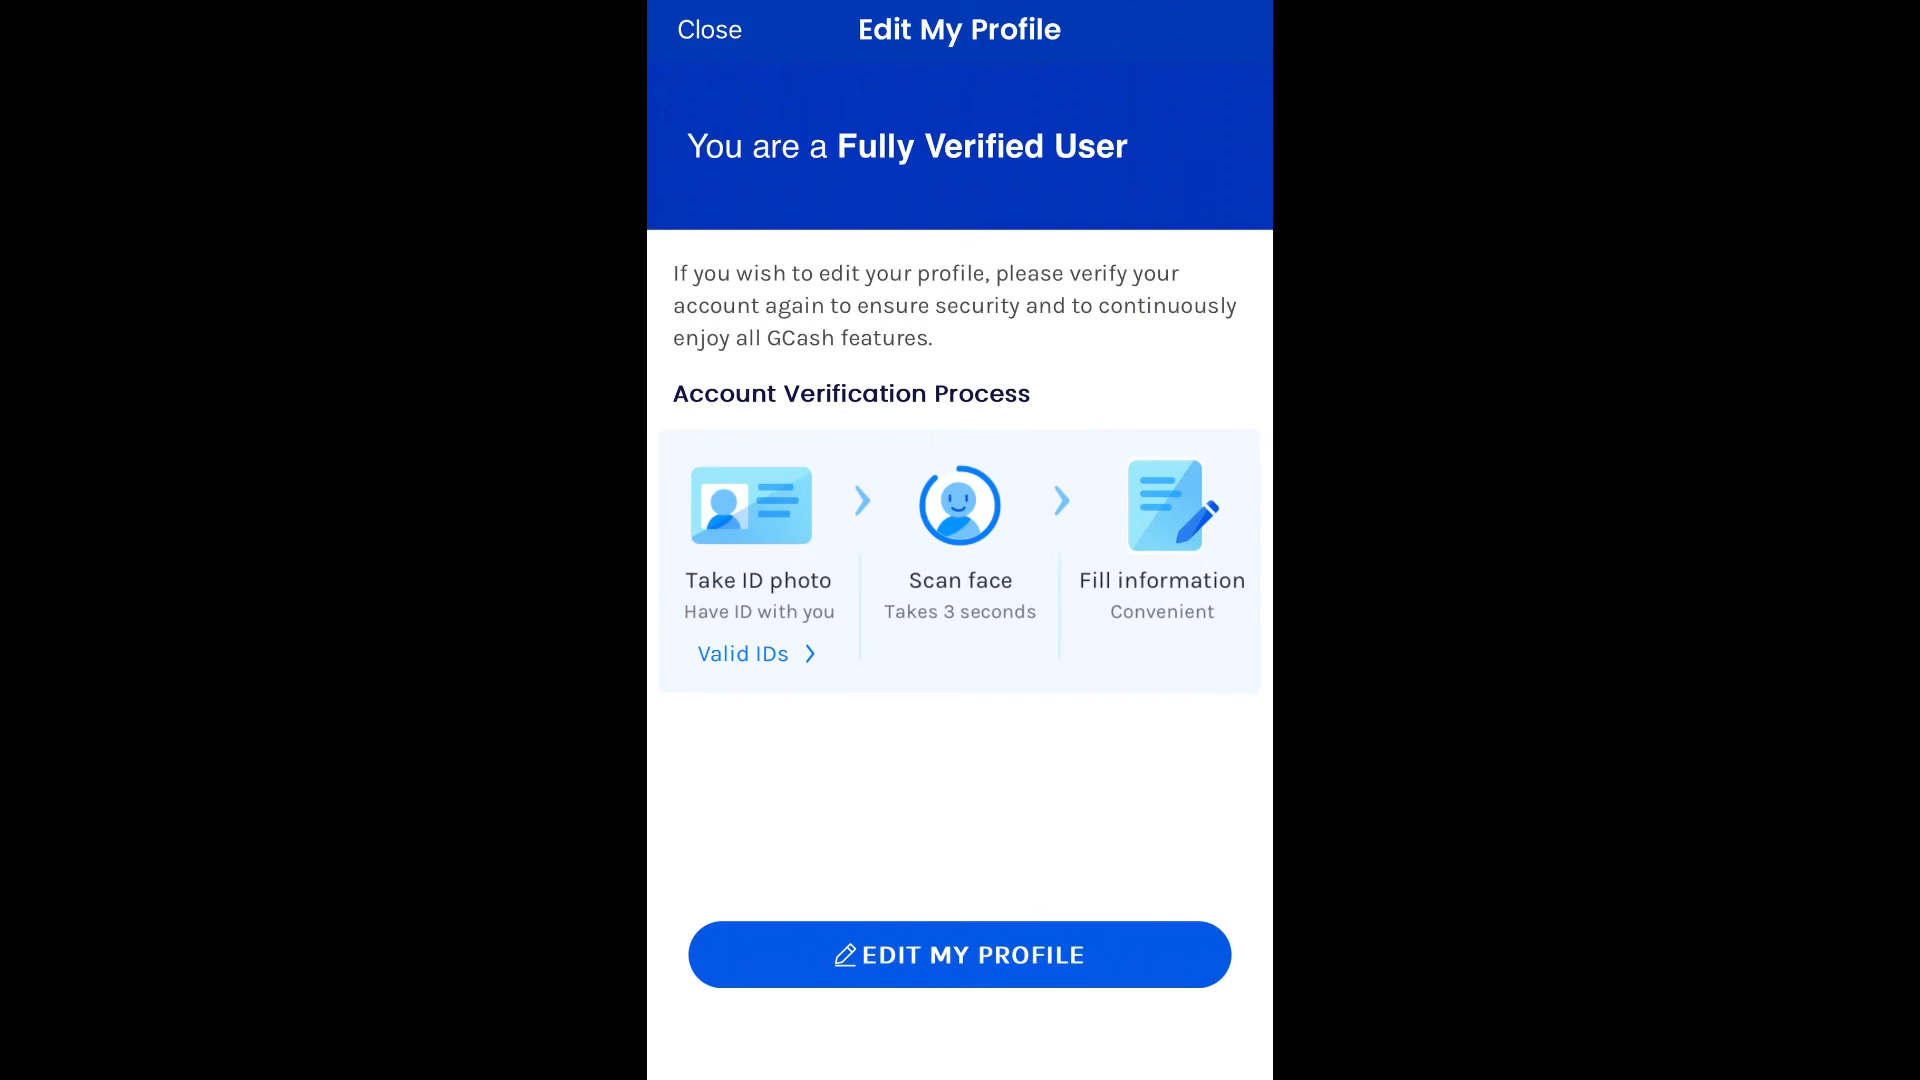 Close
Edit My Profile
You are a Fully Verified User
If you wish to edit your profile, please verify your
account again to ensure security and to continuously
enjoy all GCash features.
Account Verification Process
Take ID photo
Have ID with you
Valid IDs
Scan face
Takes 3 seconds
Fill information
Convenient
EDIT MY PROFILE